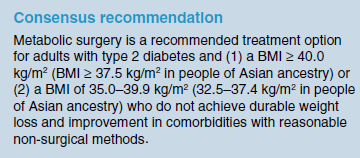 Consensus recommendation
Metabolic surgery is a recommended treatment option
for adults with type 2 diabetes and (1) a BMI ≥ 40.0
kg/m² (BMI ≥ 37.5 kg/m² in people of Asian ancestry) or
(2) a BMI of 35.0–39.9 kg/m² (32.5–37.4 kg/m² in people
of Asian ancestry) who do not achieve durable weight
loss and improvement in comorbidities with reasonable
non-surgical methods.